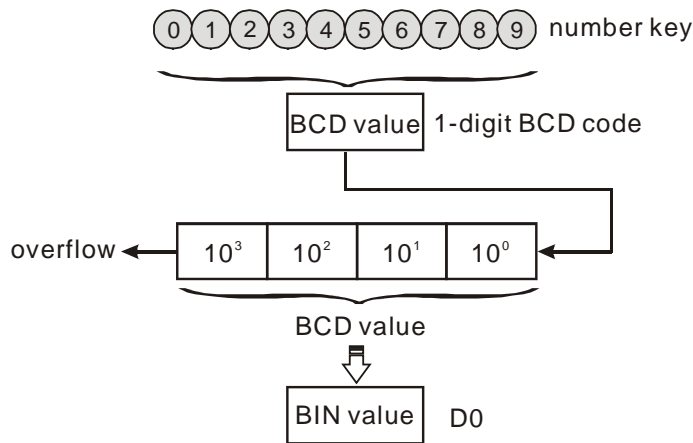 0 1 2 3 4 5 6 7 8 9 number key
BCD value 1-digit BCD code
overflow 10³ 10² 10¹ 10⁰
BCD value
BIN value D0